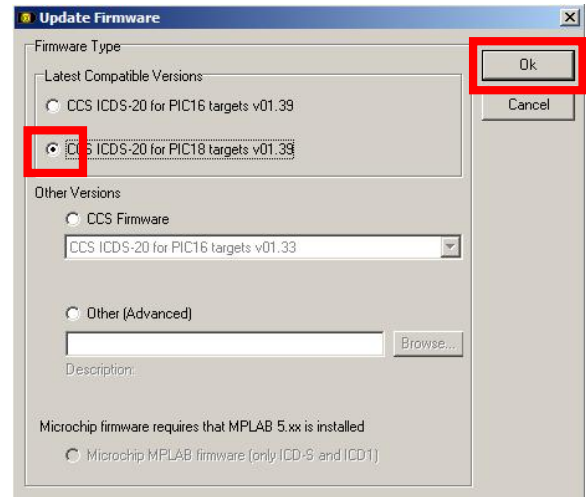 Update Firmware
Firmware Type
Latest Compatible Versions
CCS ICDS-20 for PIC16 targets v01.39
CCS ICDS-20 for PIC18 targets v01.39
Ok
Cancel
Other Versions
CCS Firmware
CCS ICDS-20 for PIC16 targets v01.33
Other (Advanced)
Browse...
Description:
Microchip firmware requires that MPLAB 5.xx is installed
Microchip MPLAB firmware (only ICD-S and ICD1)